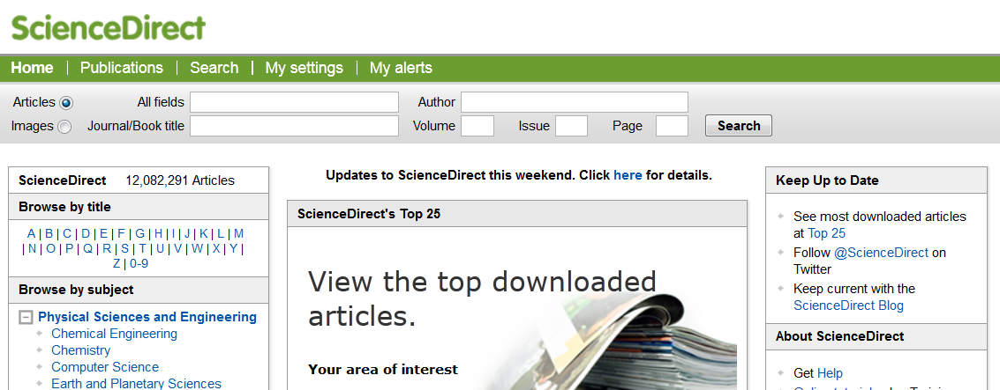 ScienceDirect
Home | Publications | Search | My settings | My alerts
Articles All fields Author
Images Journal/Book title Volume Issue Page Search
ScienceDirect 12,082,291 Articles
Browse by title
A | B | C | D | E | F | G | H | I | J | K | L | M
| N | O | P | Q | R | S | T | U | V | W | X | Y |
Z | 0-9
Browse by subject
Physical Sciences and Engineering
Chemical Engineering
Chemistry
Computer Science
Earth and Planetary Sciences
Updates to ScienceDirect this weekend. Click here for details.
ScienceDirect's Top 25
View the top downloaded
articles.
Your area of interest
Keep Up to Date
See most downloaded articles
at Top 25
Follow @ScienceDirect on
Twitter
Keep current with the
ScienceDirect Blog
About ScienceDirect
Get Help